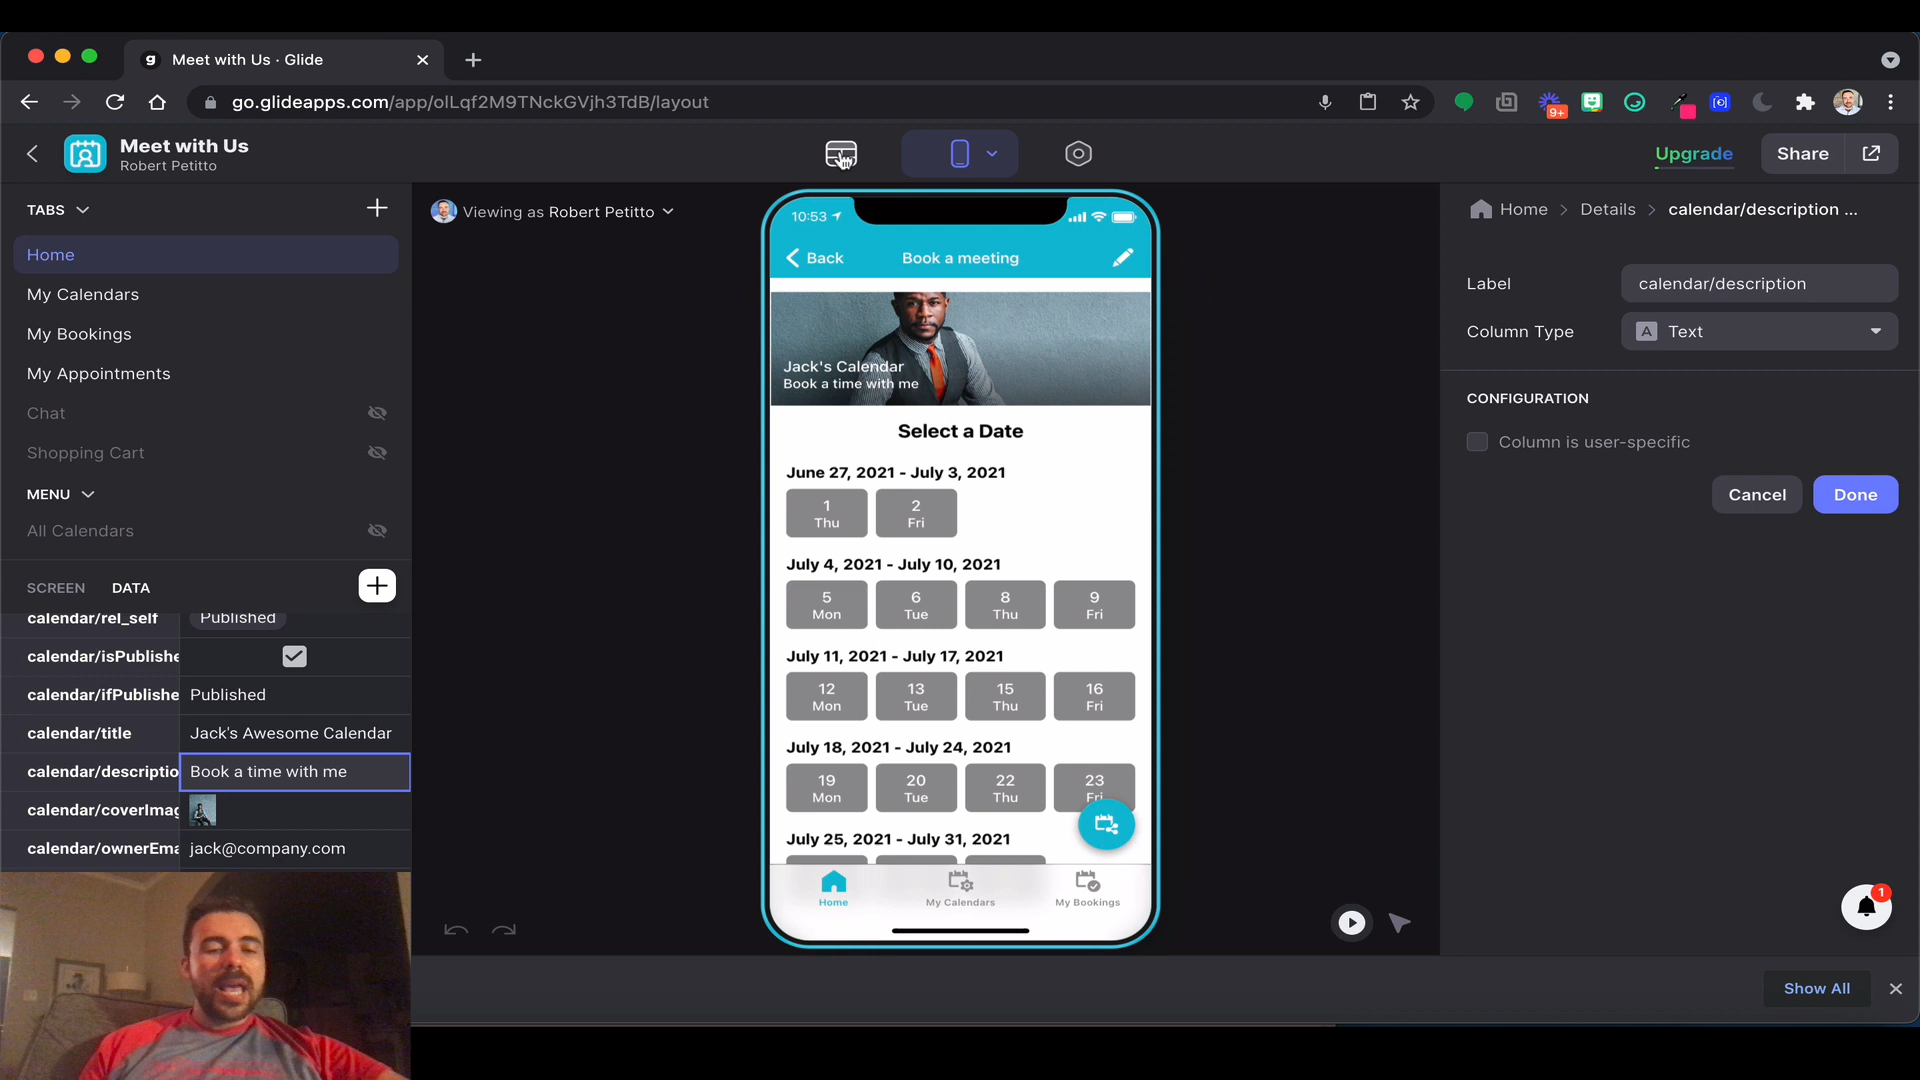 Meet with Us · Glide
go.glideapps.com/app/olLqf2M9TNckGVjh3TdB/layout
9+
Meet with Us
Robert Petitto
Upgrade
Share
TABS
Home
My Calendars
My Bookings
My Appointments
Chat
Shopping Cart
MENU
All Calendars
SCREEN DATA
calendar/rel_self Published
calendar/isPublishe
calendar/ifPublishe Published
calendar/title Jack's Awesome Calendar
calendar/descriptio Book a time with me
calendar/coverImag
calendar/ownerEma jack@company.com
Viewing as Robert Petitto
10:53
Back Book a meeting
Jack's Calendar
Book a time with me
Select a Date
June 27, 2021 - July 3, 2021
1 2
Thu Fri
July 4, 2021 - July 10, 2021
5 6 8 9
Mon Tue Thu Fri
July 11, 2021 - July 17, 2021
12 13 15 16
Mon Tue Thu Fri
July 18, 2021 - July 24, 2021
19 20 22 23
Mon Tue Thu Fri
July 25, 2021 - July 31, 2021
Home My Calendars My Bookings
Home > Details > calendar/description ...
Label calendar/description
Column Type A Text
CONFIGURATION
Column is user-specific
Cancel Done
1
Show All